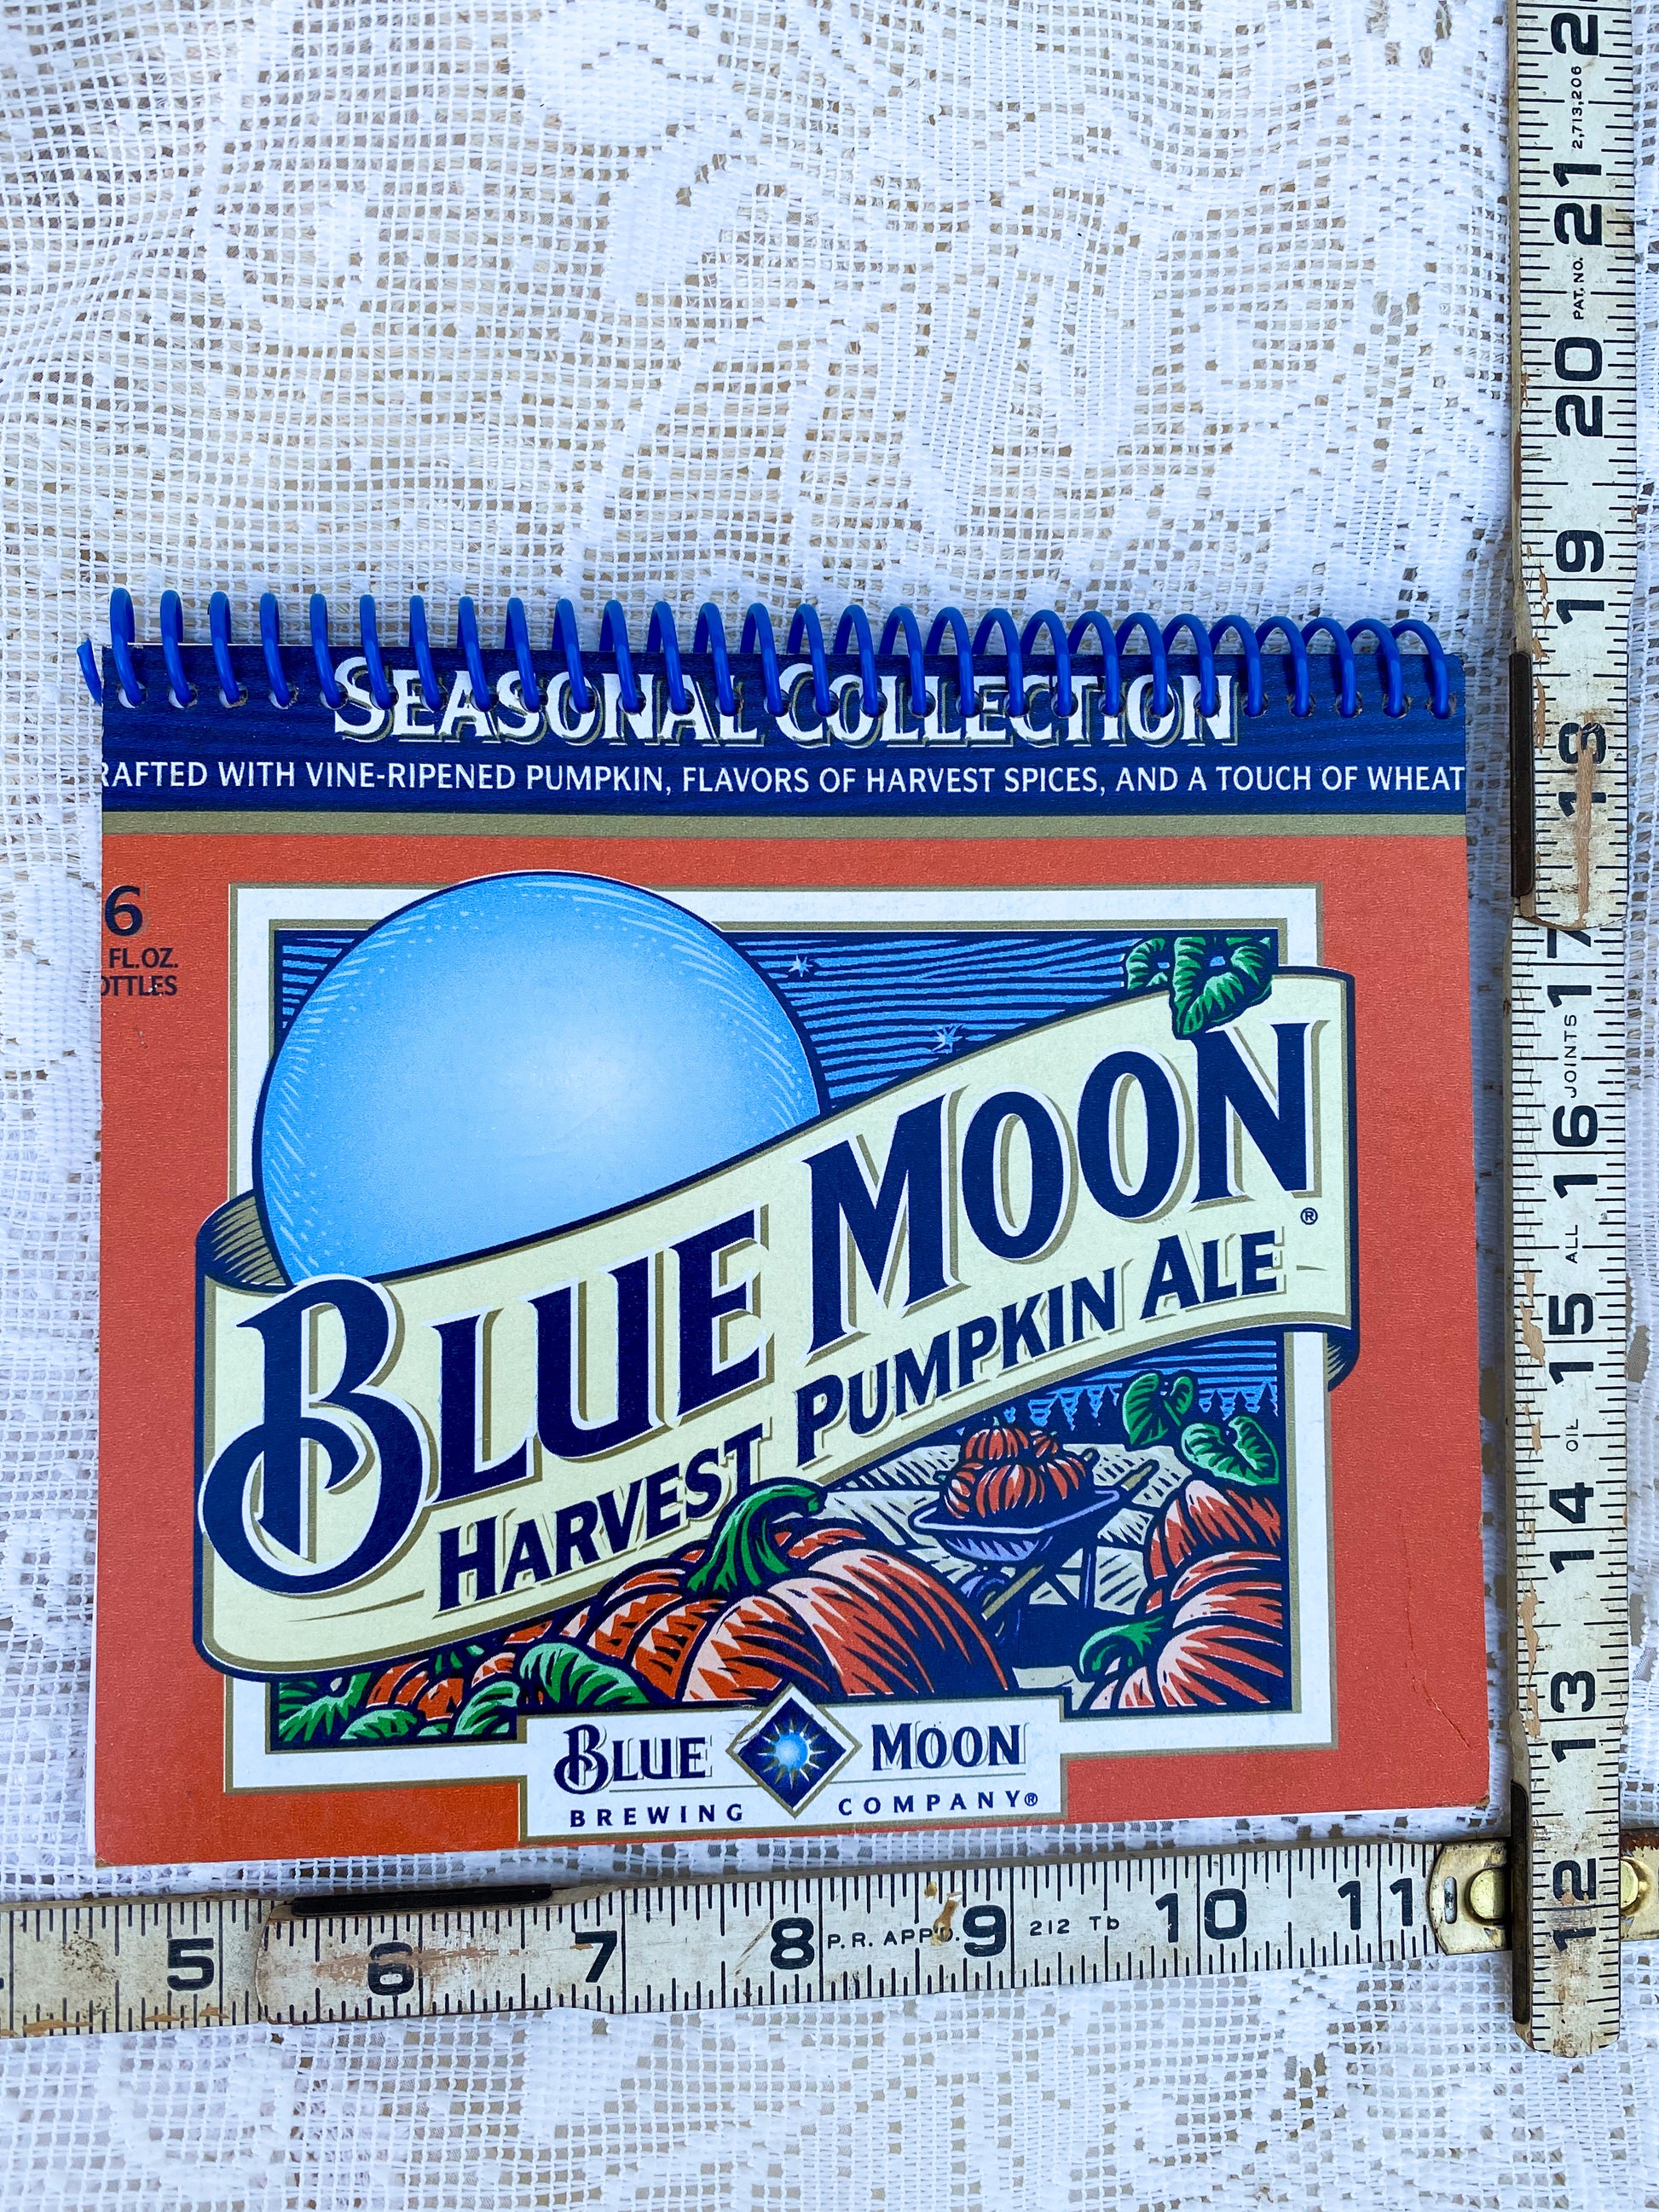 SEASONAL COLLECTION
RAFTED WITH VINE-RIPENED PUMPKIN, FLAVORS OF HARVEST SPICES, AND A TOUCH OF WHEAT
6
FL.OZ.
OTTLES
BLUE MOON
®
HARVEST PUMPKIN ALE
BLUE MOON
BREWING COMPANY®
5 6 7 8 P.R. APP'D. 9 212 Tb 10 11
12 13 14 OIL 15 ALL 16 JOINTS 17 18 19 20 PAT. NO. 21 2,713,206 2